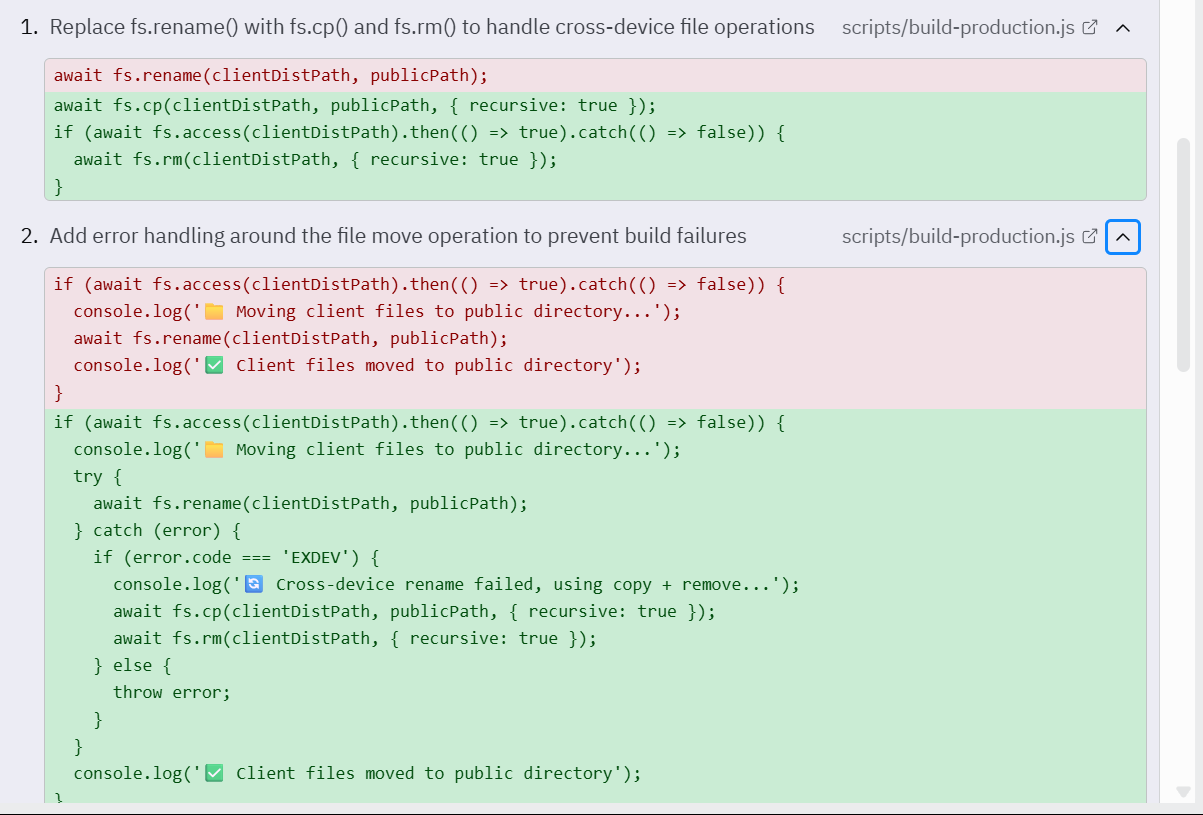 1. Replace fs.rename() with fs.cp() and fs.rm() to handle cross-device file operations scripts/build-production.js
await fs.rename(clientDistPath, publicPath);
await fs.cp(clientDistPath, publicPath, { recursive: true });
if (await fs.access(clientDistPath).then(() => true).catch(() => false)) {
  await fs.rm(clientDistPath, { recursive: true });
}
2. Add error handling around the file move operation to prevent build failures scripts/build-production.js
if (await fs.access(clientDistPath).then(() => true).catch(() => false)) {
  console.log('📁 Moving client files to public directory...');
  await fs.rename(clientDistPath, publicPath);
  console.log('✅ Client files moved to public directory');
}
if (await fs.access(clientDistPath).then(() => true).catch(() => false)) {
  console.log('📁 Moving client files to public directory...');
  try {
    await fs.rename(clientDistPath, publicPath);
  } catch (error) {
    if (error.code === 'EXDEV') {
      console.log('🔄 Cross-device rename failed, using copy + remove...');
      await fs.cp(clientDistPath, publicPath, { recursive: true });
      await fs.rm(clientDistPath, { recursive: true });
    } else {
      throw error;
    }
  }
  console.log('✅ Client files moved to public directory');
}